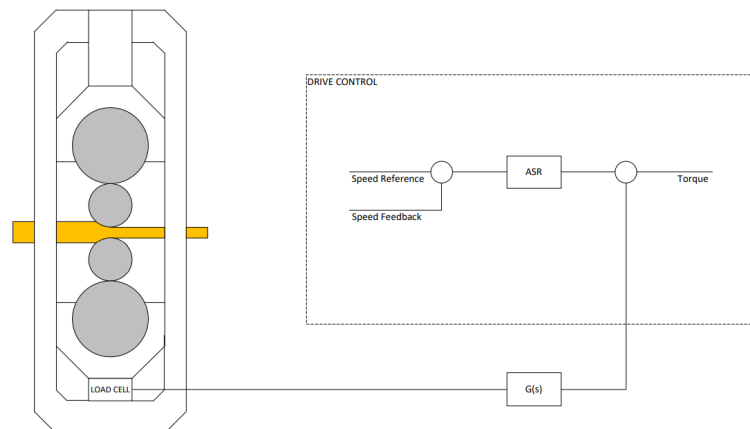 DRIVE CONTROL
Speed Reference
ASR
Torque
Speed Feedback
LOAD CELL
G(s)